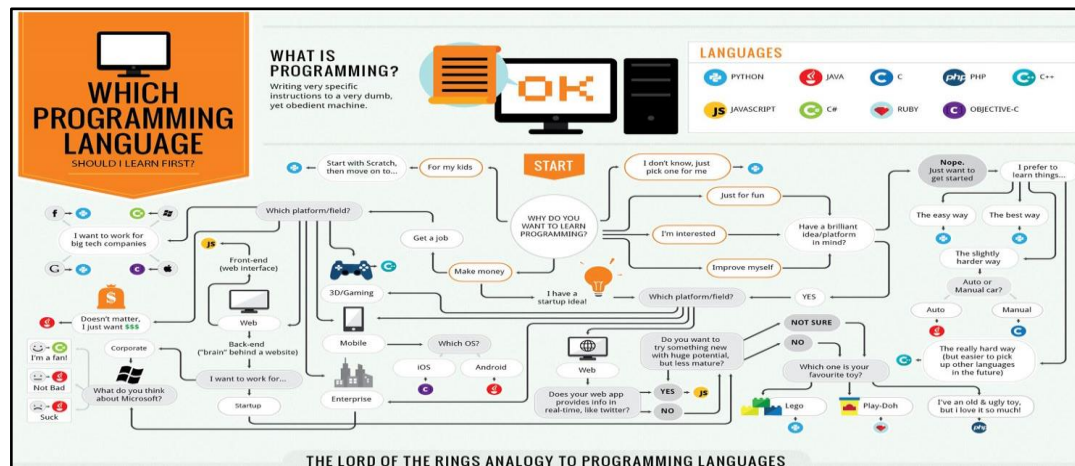 WHICH
PROGRAMMING
LANGUAGE
SHOULD I LEARN FIRST?
WHAT IS
PROGRAMMING?
Writing very specific
instructions to a very dumb,
yet obedient machine.
OK
LANGUAGES
PYTHON
JAVA
C
php PHP
C++
JS JAVASCRIPT
C#
RUBY
C OBJECTIVE-C
START
WHY DO YOU
WANT TO LEARN
PROGRAMMING?
For my kids
Start with Scratch,
then move on to...
I don't know, just
pick one for me
Just for fun
I'm interested
Improve myself
Have a brilliant
idea/platform
in mind?
Nope.
Just want to
get started
I prefer to
learn things...
The easy way
The best way
The slightly
harder way
Auto or
Manual car?
Auto
Manual
C
The really hard way
(but easier to pick
up other languages
in the future)
YES
Which platform/field?
I have a
startup idea!
Make money
Get a job
Which platform/field?
f
I want to work for
big tech companies
G
C
$
Doesn't matter,
I just want $$$
JS
Front-end
(web interface)
Web
Back-end
("brain" behind a website)
I want to work for...
Corporate
Startup
What do you think
about Microsoft?
I'm a fan!
Not Bad
Suck
3D/Gaming
Mobile
Which OS?
iOS
Android
C
Enterprise
Web
Does your web app
provides info in
real-time, like twitter?
YES
JS
NO
Do you want to
try something new
with huge potential,
but less mature?
NOT SURE
NO
Which one is your
favourite toy?
Lego
Play-Doh
I've an old & ugly toy,
but i love it so much!
php
THE LORD OF THE RINGS ANALOGY TO PROGRAMMING LANGUAGES